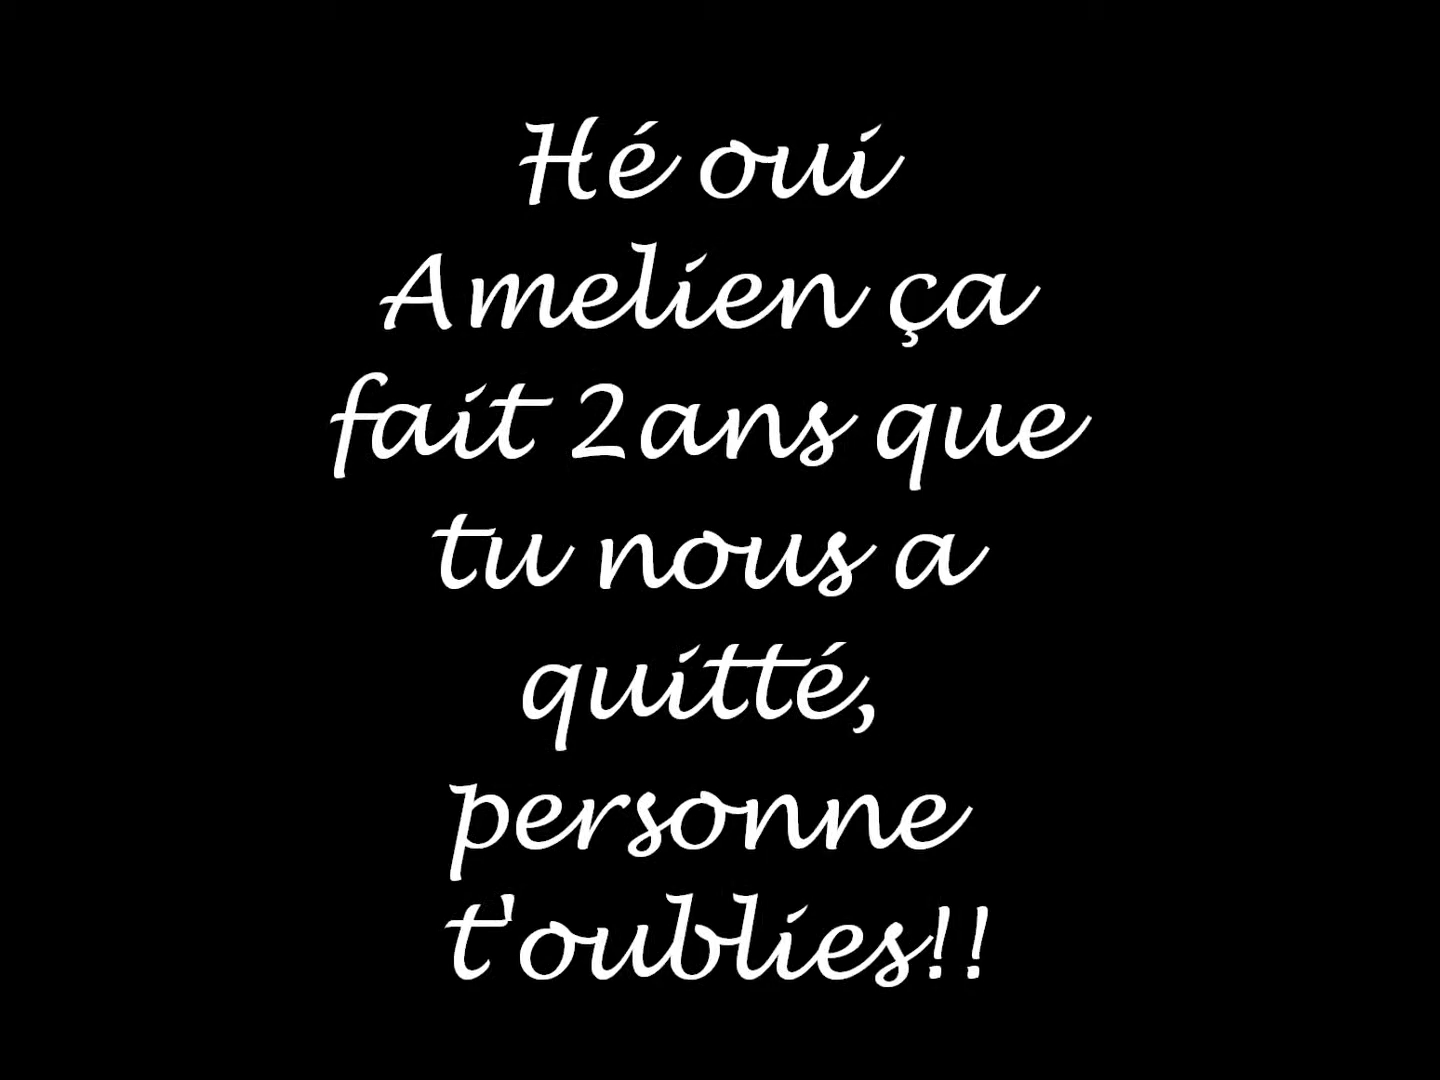 Hé oui
Amelien ça
fait 2ans que
tu nous a
quitté,
personne
t'oublies!!